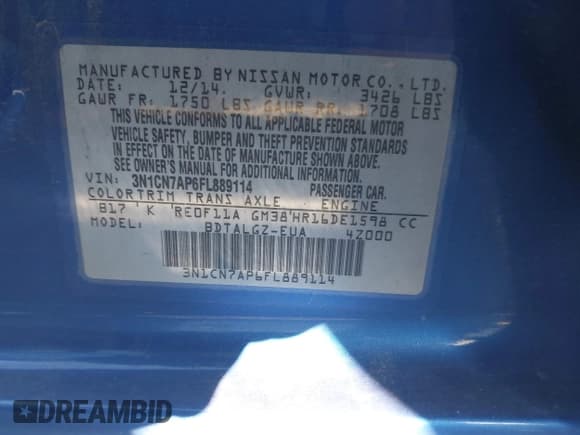 MANUFACTURED BY NISSAN MOTOR CO., LTD.
DATE: 12/14. GVWR: 3426 LBS
GAWR FR: 1750 LBS GAWR RR: 1708 LBS
THIS VEHICLE CONFORMS TO ALL APPLICABLE FEDERAL MOTOR
VEHICLE SAFETY, BUMPER AND THEFT PREVENTION STANDARDS
IN EFFECT ON THE DATE OF MANUFACTURE SHOWN ABOVE.
SEE OWNER'S MANUAL FOR ADDITIONAL INFORMATION.
VIN: 3N1CN7AP6FL889114 PASSENGER CAR.
COLOR TRIM TRANS AXLE ENGINE
B17 'K RE0F11A GM38'HR16DE1598 CC
MODEL: BDTALGZ-EUA 42000
3N1CN7AP6FL889114
DREAMBID